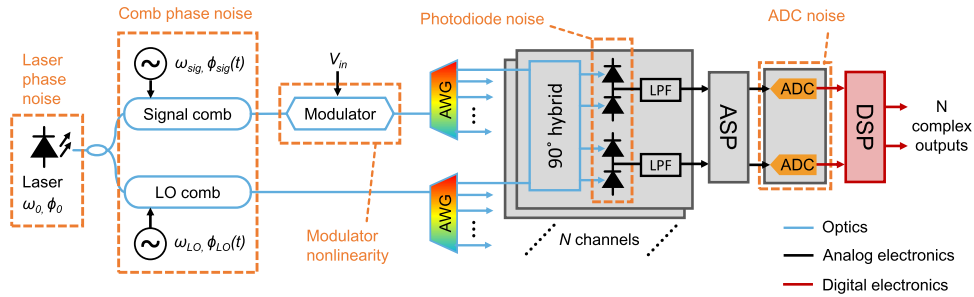 Comb phase noise
Photodiode noise
ADC noise
Laser
phase
noise
ω_sig, ϕ_sig(t)
V_in
Signal comb
Modulator
AWG
90° hybrid
LPF
LPF
ASP
ADC
ADC
DSP
N
complex
outputs
Laser
ω_0, ϕ_0
LO comb
AWG
ω_LO, ϕ_LO(t)
Modulator
nonlinearity
N channels
Optics
Analog electronics
Digital electronics